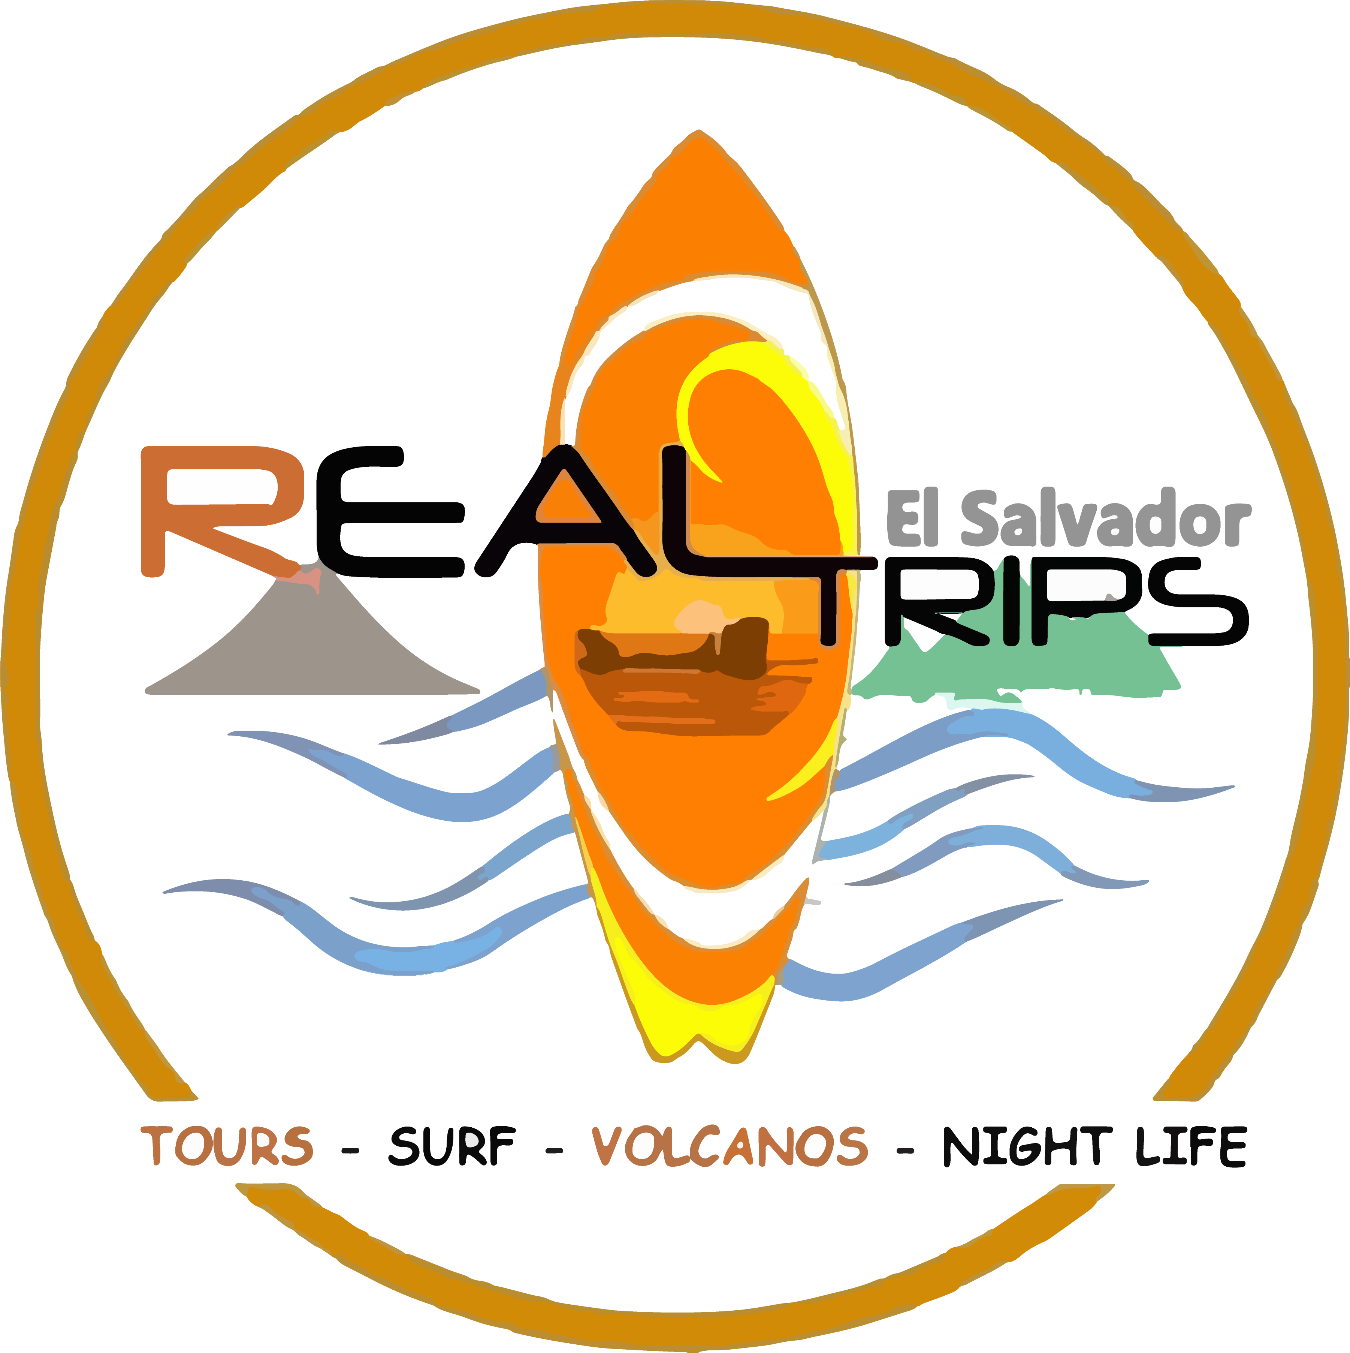 REAL
El Salvador
TRIPS
TOURS - SURF - VOLCANOS - NIGHT LIFE